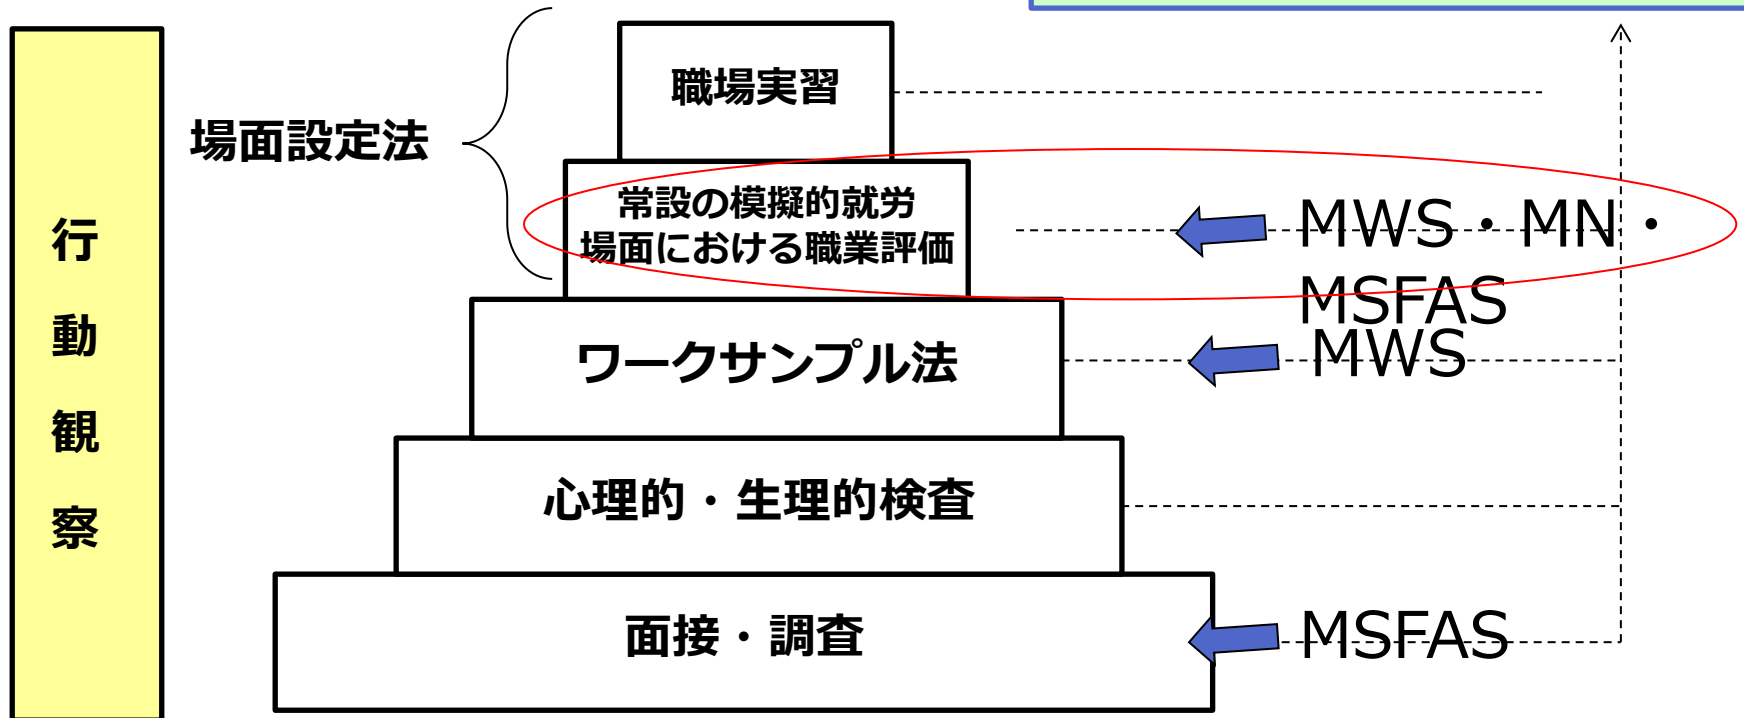 行動観察
場面設定法
職場実習
常設の模擬的就労
場面における職業評価
MWS・MN・
MSFAS
ワークサンプル法
MWS
心理的・生理的検査
面接・調査
MSFAS